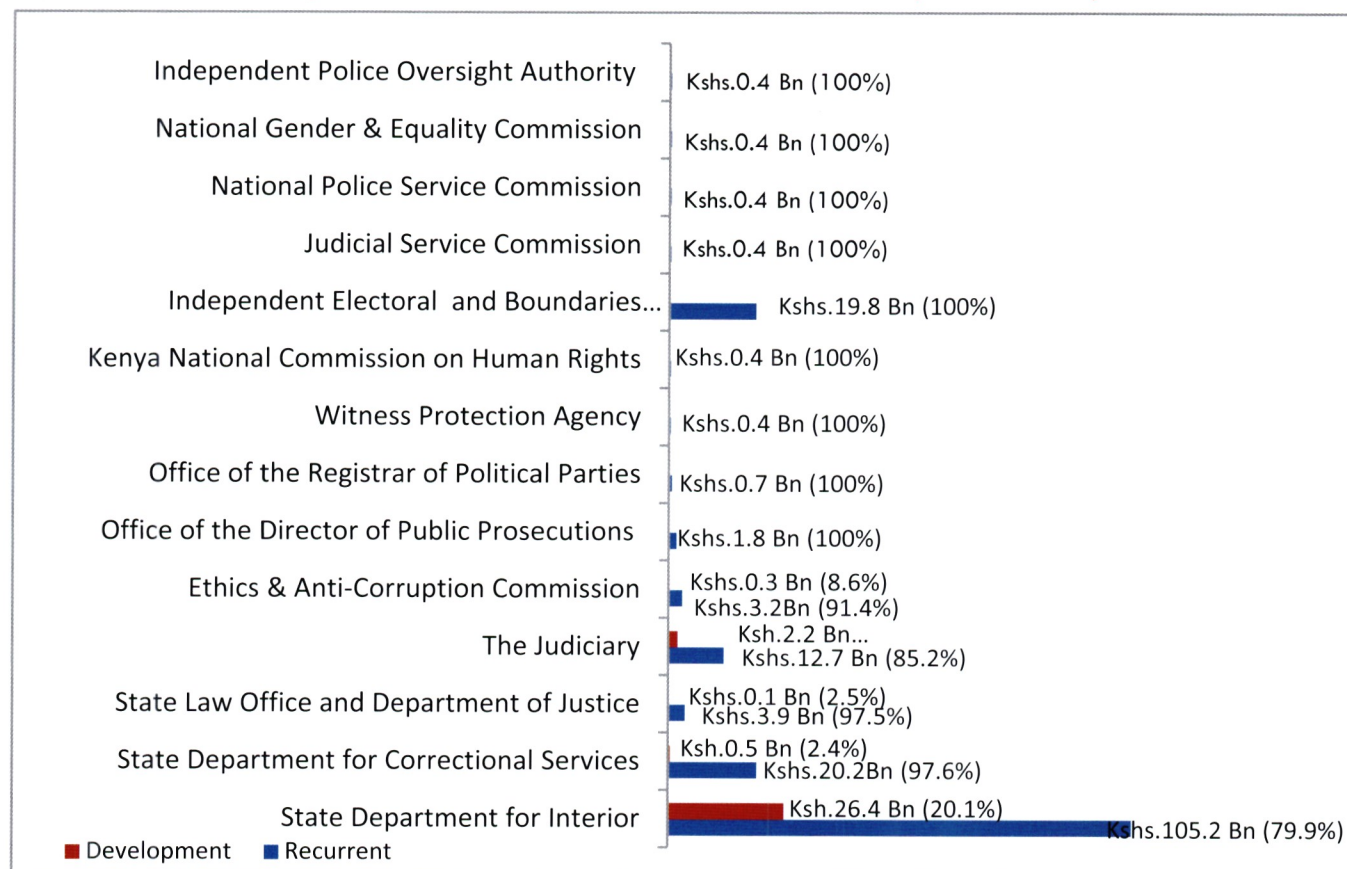 Independent Police Oversight Authority Kshs.0.4 Bn (100%)
National Gender & Equality Commission Kshs.0.4 Bn (100%)
National Police Service Commission Kshs.0.4 Bn (100%)
Judicial Service Commission Kshs.0.4 Bn (100%)
Independent Electoral and Boundaries... Kshs.19.8 Bn (100%)
Kenya National Commission on Human Rights Kshs.0.4 Bn (100%)
Witness Protection Agency Kshs.0.4 Bn (100%)
Office of the Registrar of Political Parties Kshs.0.7 Bn (100%)
Office of the Director of Public Prosecutions Kshs.1.8 Bn (100%)
Ethics & Anti-Corruption Commission Kshs.0.3 Bn (8.6%)
Kshs.3.2Bn (91.4%)
The Judiciary Ksh.2.2 Bn...
Kshs.12.7 Bn (85.2%)
State Law Office and Department of Justice Kshs.0.1 Bn (2.5%)
Kshs.3.9 Bn (97.5%)
State Department for Correctional Services Ksh.0.5 Bn (2.4%)
Kshs.20.2Bn (97.6%)
State Department for Interior Ksh.26.4 Bn (20.1%)
Kshs.105.2 Bn (79.9%)
Development Recurrent